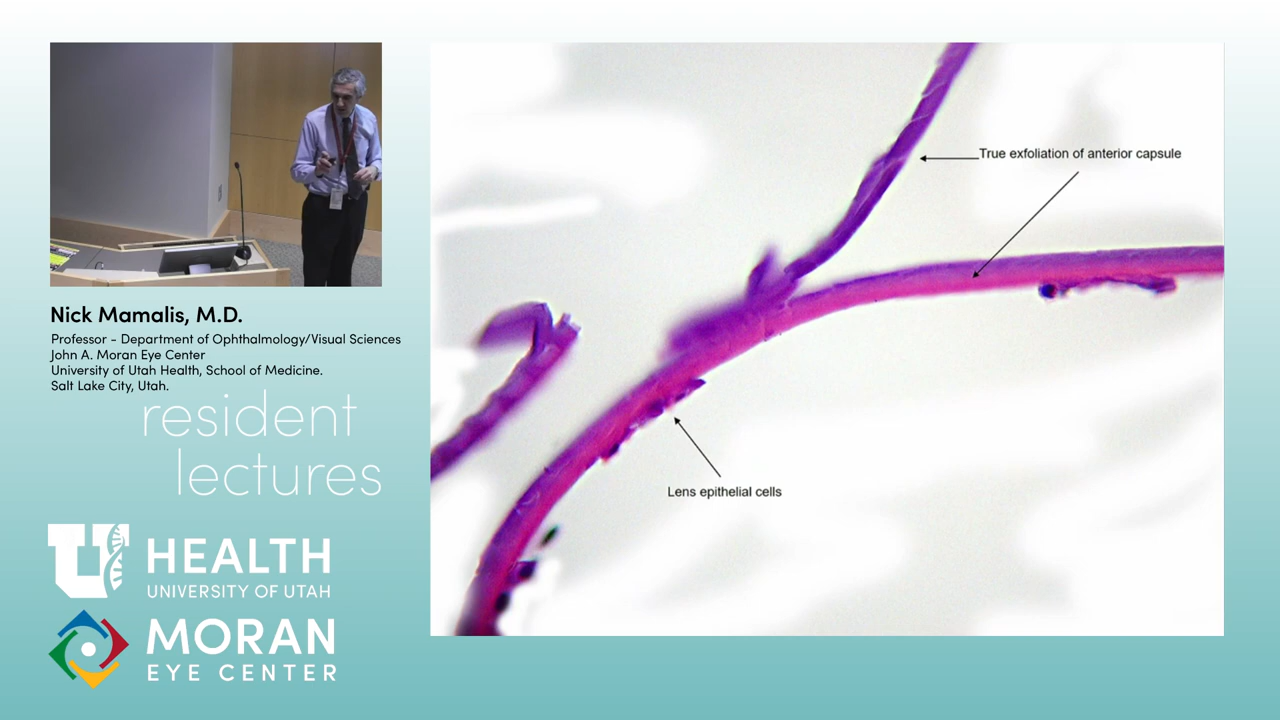 Nick Mamalis, M.D.
Professor - Department of Ophthalmology/Visual Sciences
John A. Moran Eye Center
University of Utah Health, School of Medicine.
Salt Lake City, Utah.
resident
lectures
U HEALTH
UNIVERSITY OF UTAH
MORAN
EYE CENTER
True exfoliation of anterior capsule
Lens epithelial cells